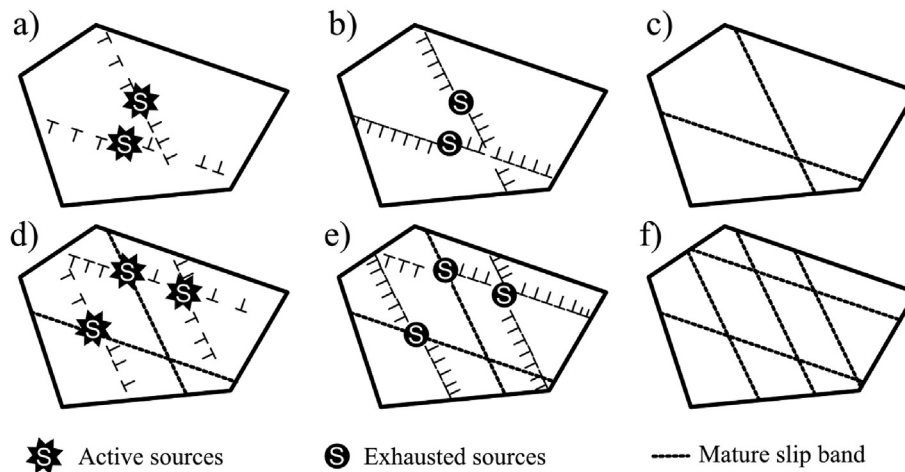 a) b) c)
S S
S S
d) e) f)
S S
S S
S S
S Active sources S Exhausted sources Mature slip band